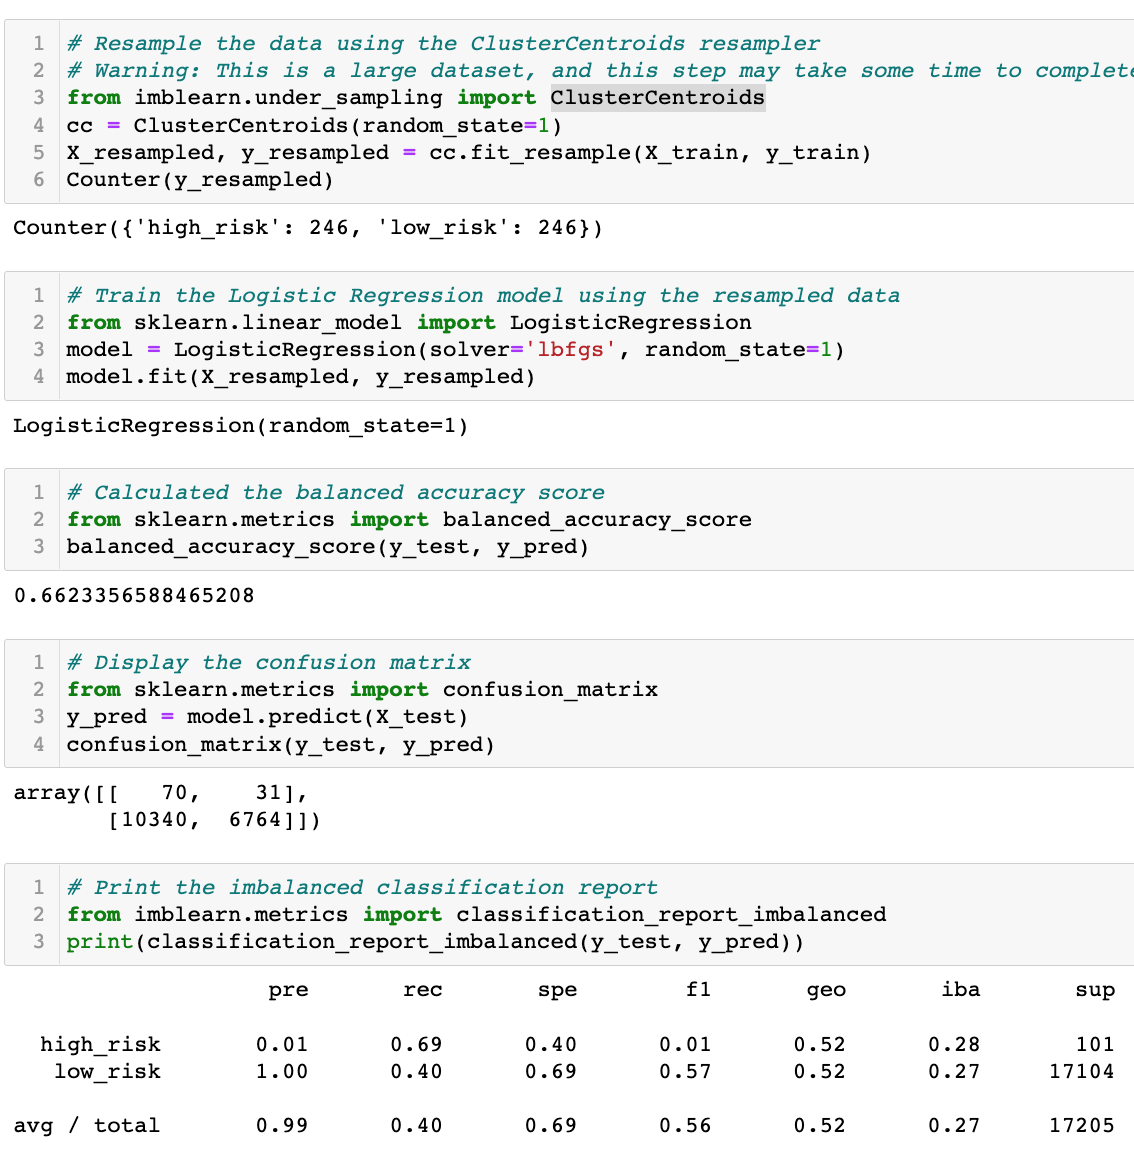 1 # Resample the data using the ClusterCentroids resampler
2 # Warning: This is a large dataset, and this step may take some time to complete
3 from imblearn.under_sampling import ClusterCentroids
4 cc = ClusterCentroids(random_state=1)
5 X_resampled, y_resampled = cc.fit_resample(X_train, y_train)
6 Counter(y_resampled)
Counter({'high_risk': 246, 'low_risk': 246})
1 # Train the Logistic Regression model using the resampled data
2 from sklearn.linear_model import LogisticRegression
3 model = LogisticRegression(solver='lbfgs', random_state=1)
4 model.fit(X_resampled, y_resampled)
LogisticRegression(random_state=1)
1 # Calculated the balanced accuracy score
2 from sklearn.metrics import balanced_accuracy_score
3 balanced_accuracy_score(y_test, y_pred)
0.6623356588465208
1 # Display the confusion matrix
2 from sklearn.metrics import confusion_matrix
3 y_pred = model.predict(X_test)
4 confusion_matrix(y_test, y_pred)
array([[   70,    31],
       [10340,  6764]])
1 # Print the imbalanced classification report
2 from imblearn.metrics import classification_report_imbalanced
3 print(classification_report_imbalanced(y_test, y_pred))
pre rec spe f1 geo iba sup
high_risk 0.01 0.69 0.40 0.01 0.52 0.28 101
low_risk 1.00 0.40 0.69 0.57 0.52 0.27 17104
avg / total 0.99 0.40 0.69 0.56 0.52 0.27 17205